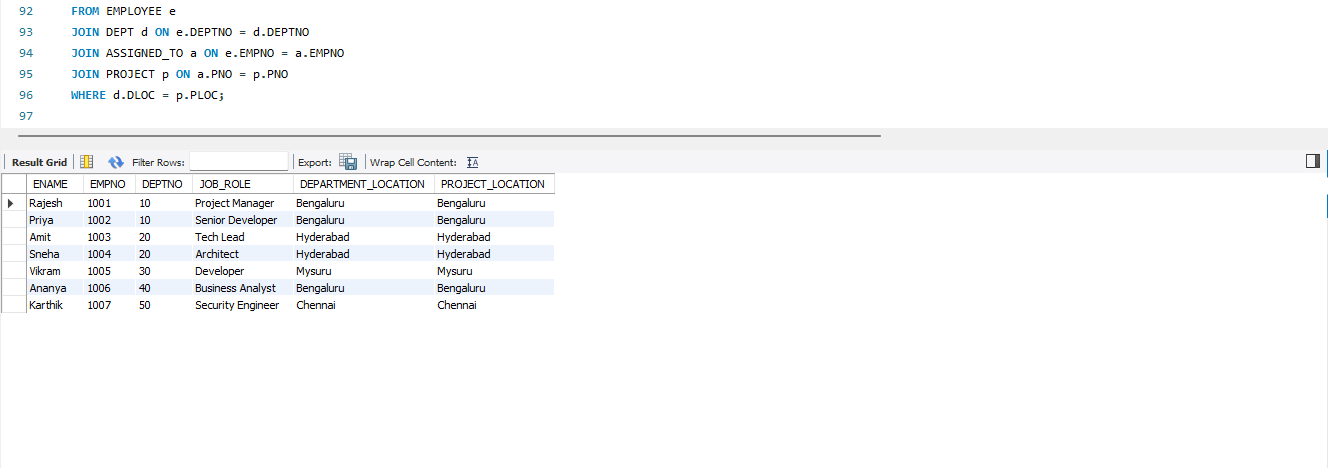 92 FROM EMPLOYEE e
93 JOIN DEPT d ON e.DEPTNO = d.DEPTNO
94 JOIN ASSIGNED_TO a ON e.EMPNO = a.EMPNO
95 JOIN PROJECT p ON a.PNO = p.PNO
96 WHERE d.DLOC = p.PLOC;
97
Result Grid Filter Rows: Export: Wrap Cell Content:
ENAME EMPNO DEPTNO JOB_ROLE DEPARTMENT_LOCATION PROJECT_LOCATION
Rajesh 1001 10 Project Manager Bengaluru Bengaluru
Priya 1002 10 Senior Developer Bengaluru Bengaluru
Amit 1003 20 Tech Lead Hyderabad Hyderabad
Sneha 1004 20 Architect Hyderabad Hyderabad
Vikram 1005 30 Developer Mysuru Mysuru
Ananya 1006 40 Business Analyst Bengaluru Bengaluru
Karthik 1007 50 Security Engineer Chennai Chennai